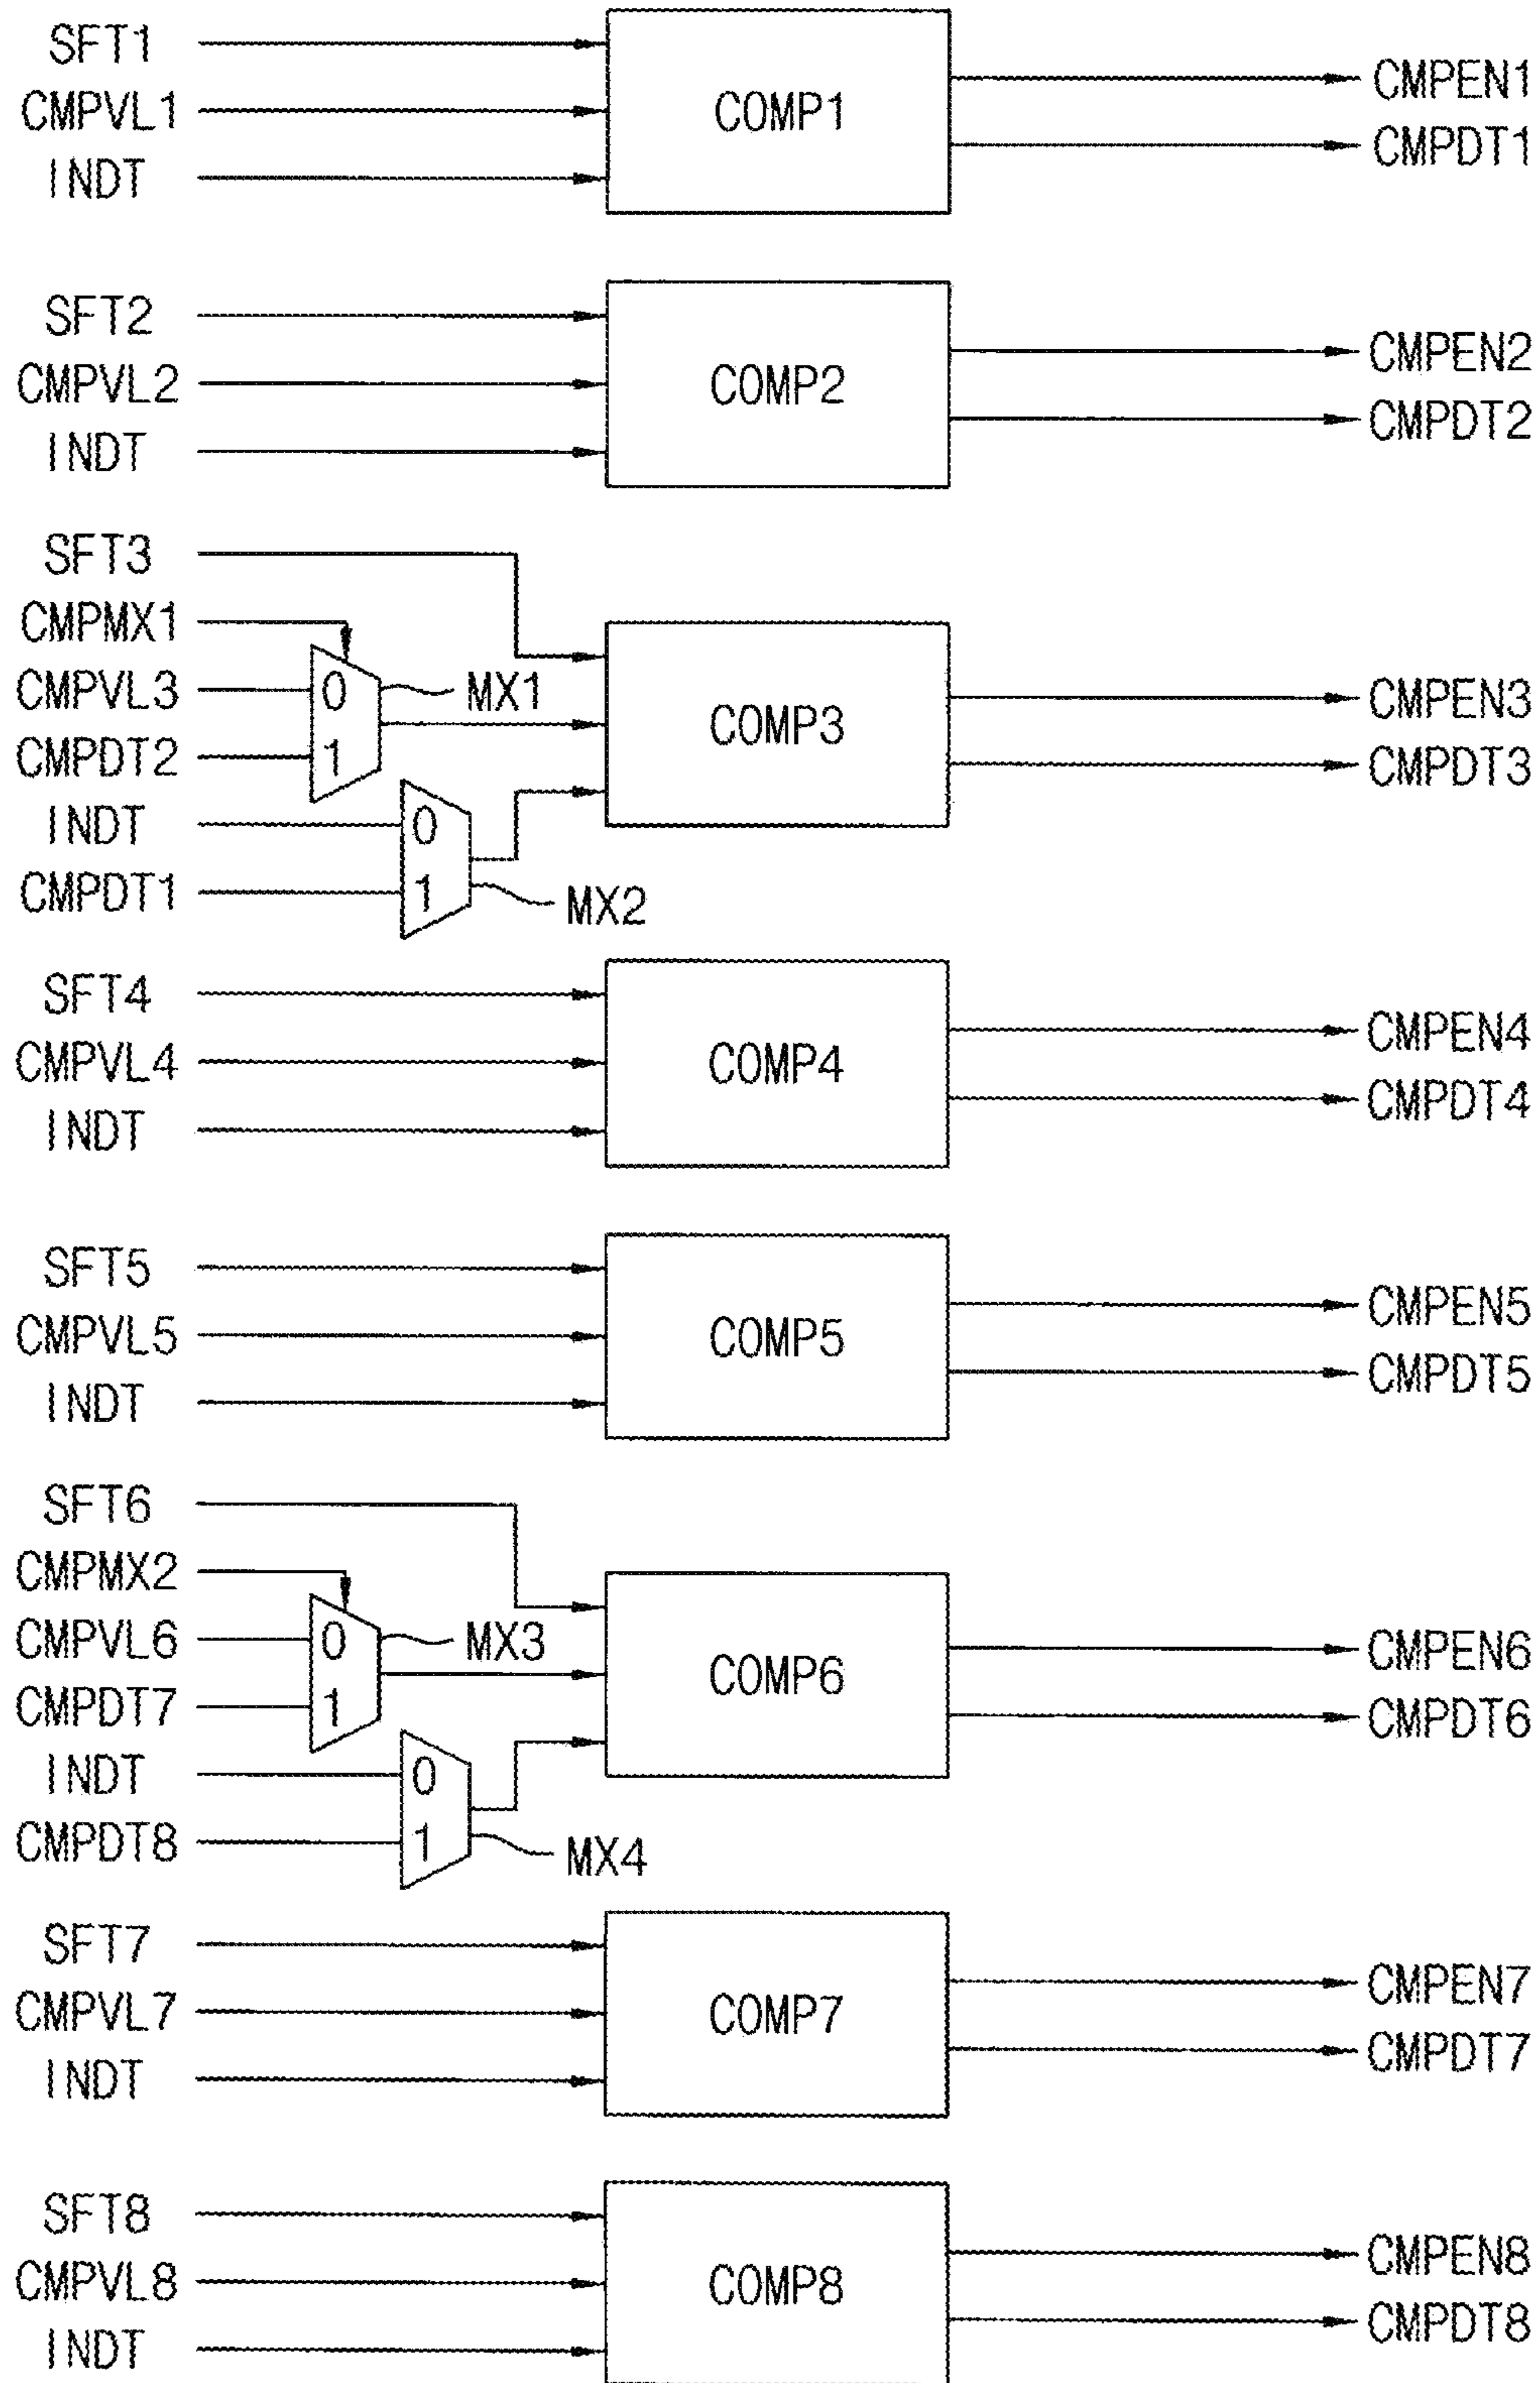 SFT1
CMPVL1
INDT
COMP1
CMPEN1
CMPDT1
SFT2
CMPVL2
INDT
COMP2
CMPEN2
CMPDT2
SFT3
CMPMX1
CMPVL3
CMPDT2
INDT
CMPDT1
0
1
MX1
0
1
MX2
COMP3
CMPEN3
CMPDT3
SFT4
CMPVL4
INDT
COMP4
CMPEN4
CMPDT4
SFT5
CMPVL5
INDT
COMP5
CMPEN5
CMPDT5
SFT6
CMPMX2
CMPVL6
CMPDT7
INDT
CMPDT8
0
1
MX3
0
1
MX4
COMP6
CMPEN6
CMPDT6
SFT7
CMPVL7
INDT
COMP7
CMPEN7
CMPDT7
SFT8
CMPVL8
INDT
COMP8
CMPEN8
CMPDT8